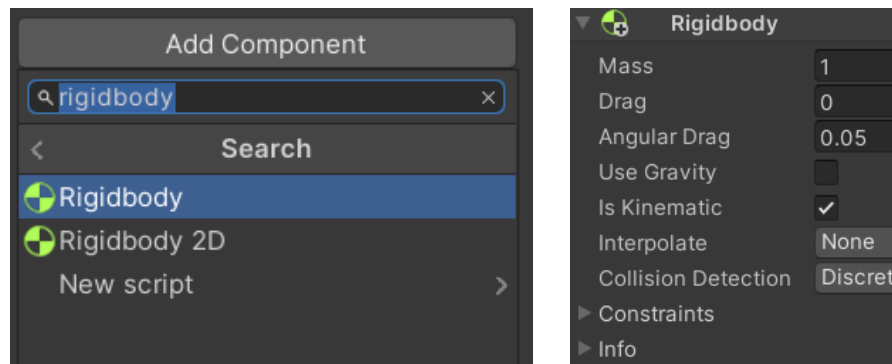 Add Component
rigidbody
Search
Rigidbody
Rigidbody 2D
New script
Rigidbody
Mass 1
Drag 0
Angular Drag 0.05
Use Gravity
Is Kinematic
Interpolate None
Collision Detection Discret
Constraints
Info